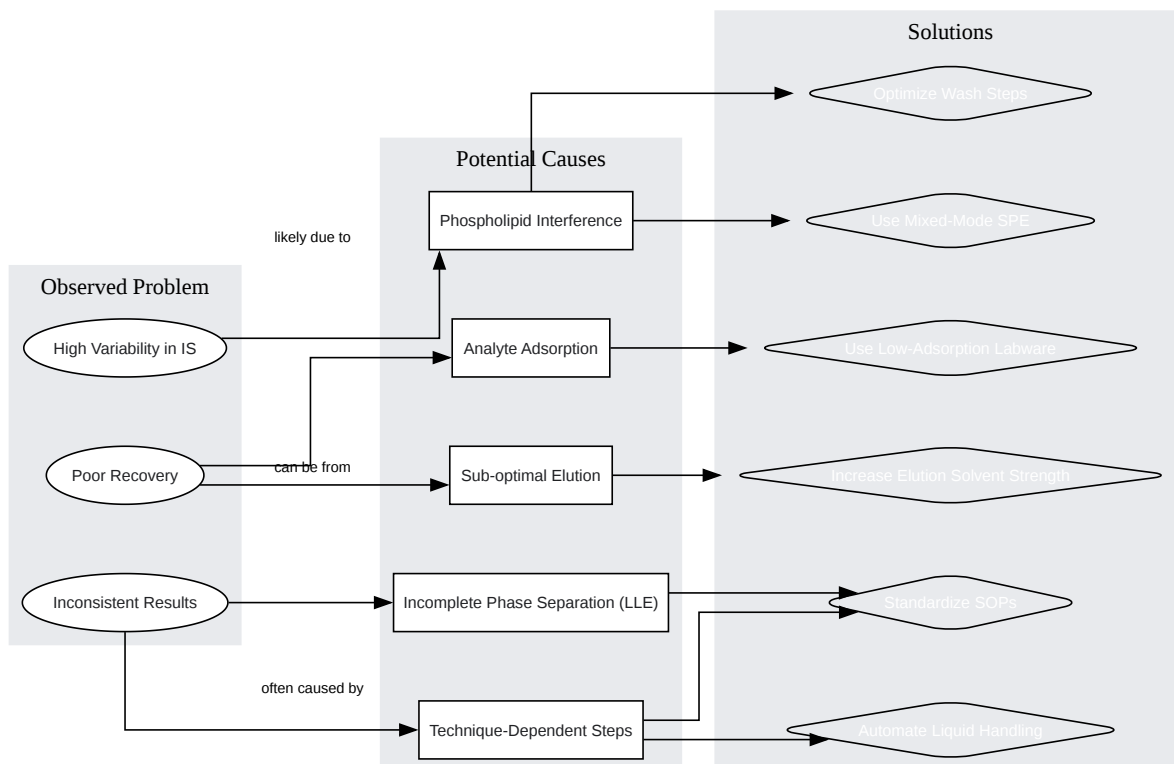 Solutions
Optimize Wash Steps
Potential Causes
Phospholipid Interference
Use Mixed-Mode SPE
likely due to
Observed Problem
High Variability in IS
Analyte Adsorption
Use Low-Adsorption Labware
can be from
Poor Recovery
Sub-optimal Elution
Increase Elution Solvent Strength
Inconsistent Results
Incomplete Phase Separation (LLE)
Standardize SOPs
often caused by
Technique-Dependent Steps
Automate Liquid Handling